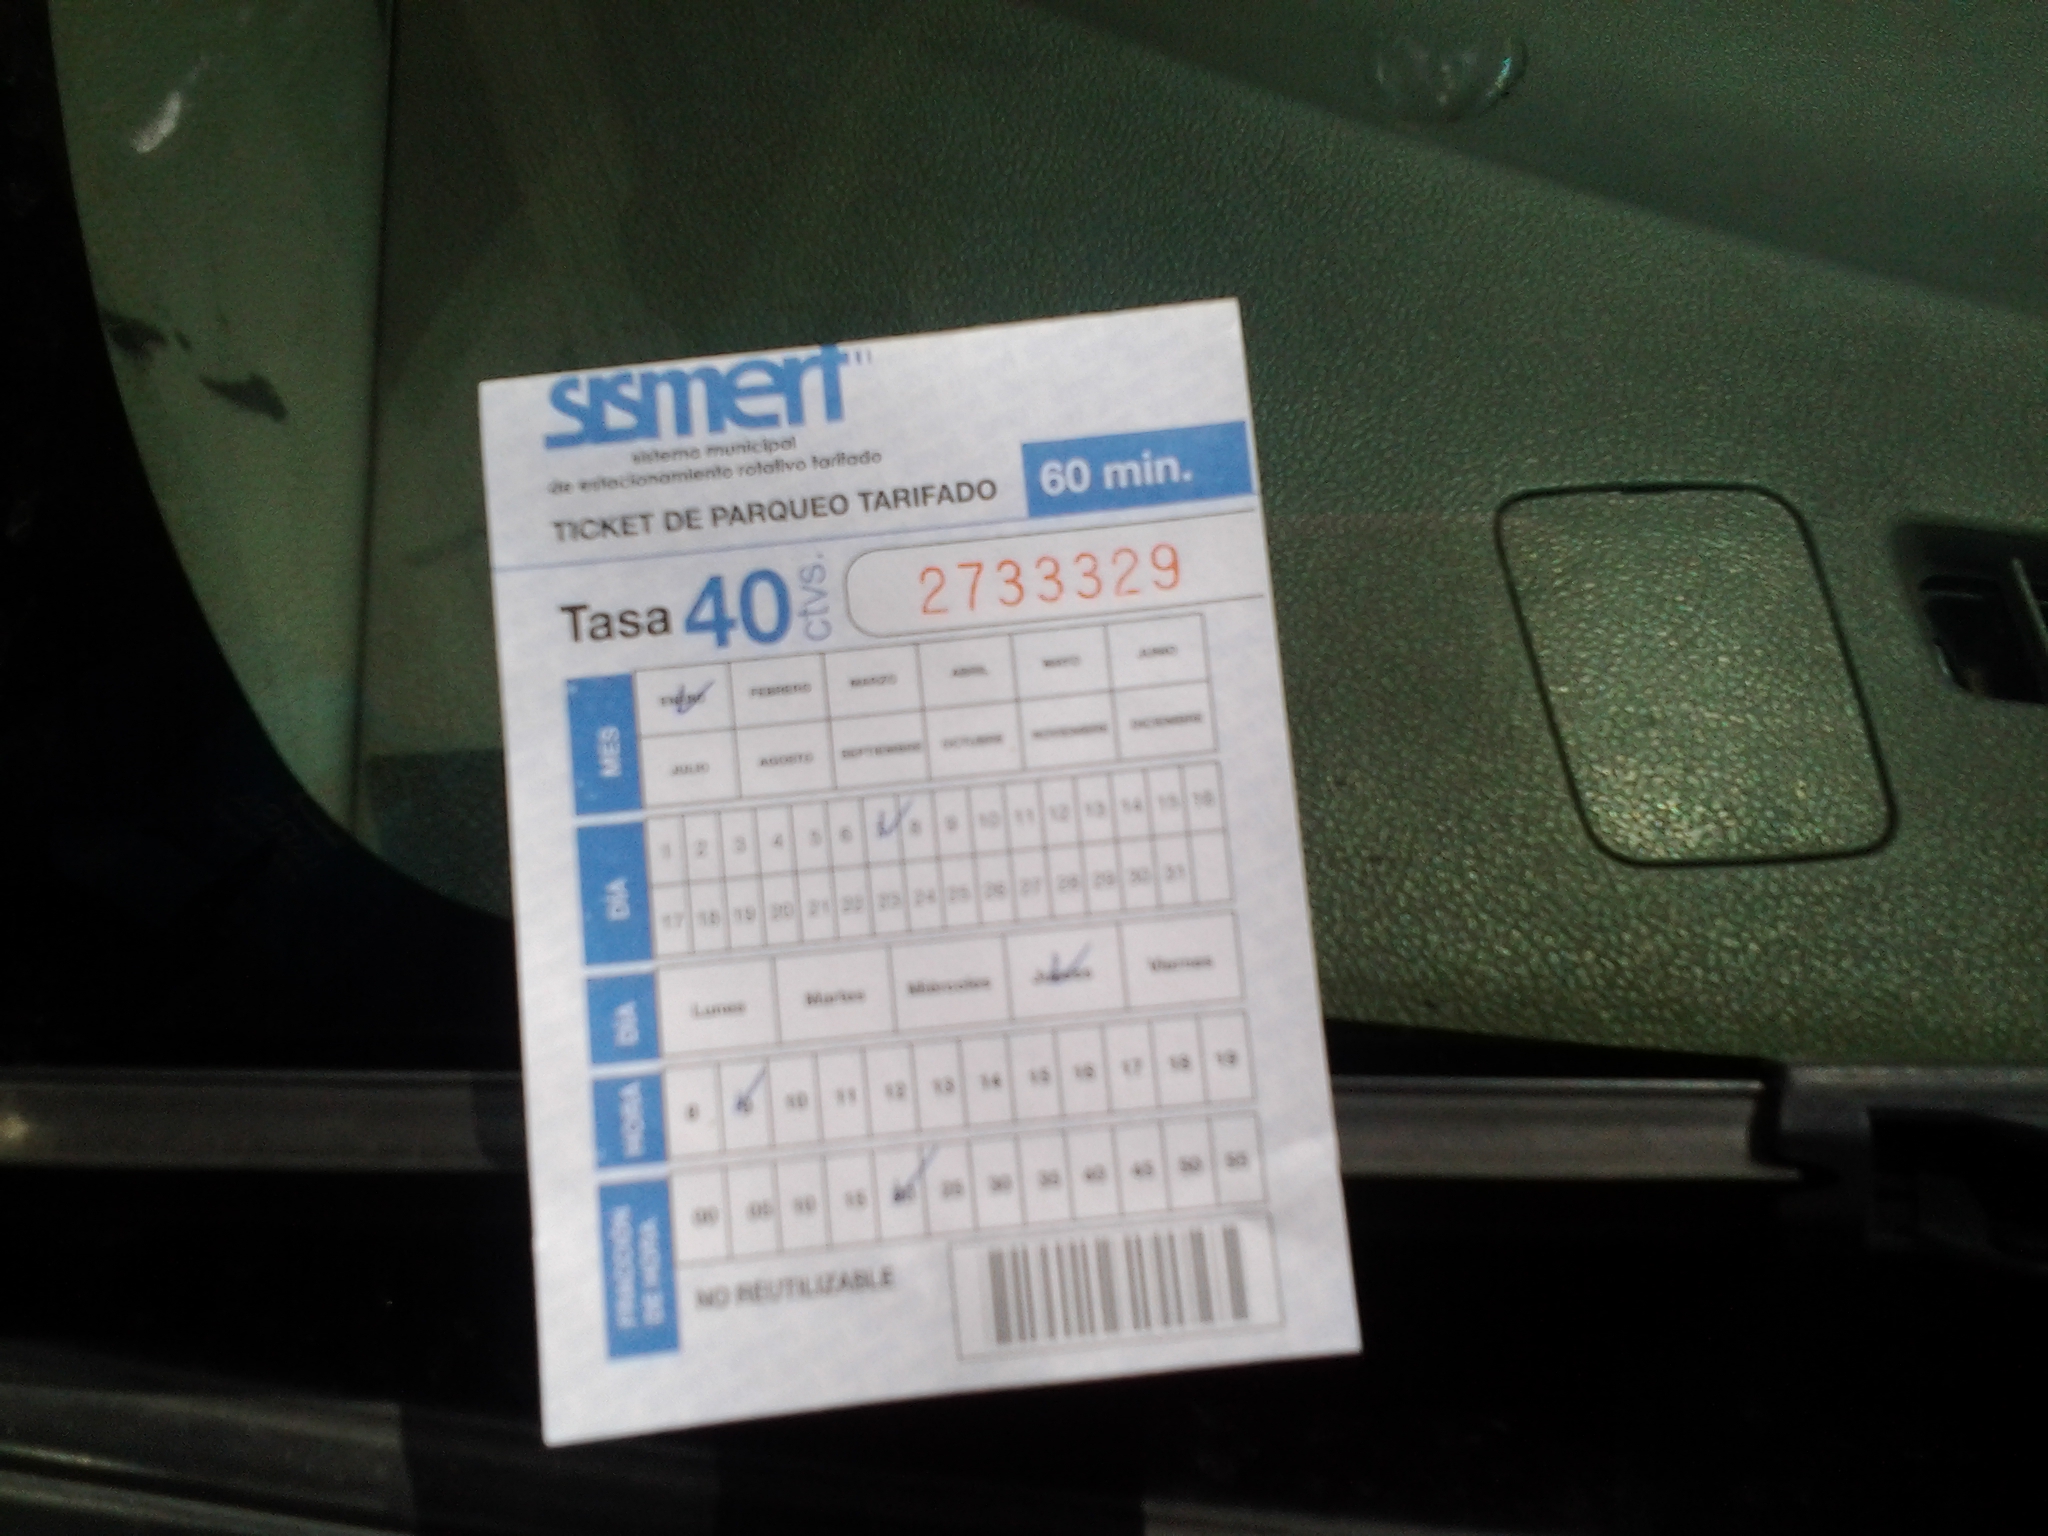 sismert
sistema municipal
de estacionamiento rotativo tarifado
TICKET DE PARQUEO TARIFADO
60 min.
Tasa 40 ctvs.
2733329
MES
ENERO FEBRERO MARZO ABRIL MAYO JUNIO
JULIO AGOSTO SEPTIEMBRE OCTUBRE NOVIEMBRE DICIEMBRE
DÍA
1 2 3 4 5 6 8 9 10 11 12 13 14 15 16
17 18 19 20 21 22 23 24 25 26 27 28 29 30 31
DÍA
Lunes Martes Miércoles Jueves Viernes
HORA
8 9 10 11 12 13 14 15 16 17 18 19
FRACCIÓN
DE HORA
00 05 10 15 20 25 30 35 40 45 50 55
NO REUTILIZABLE